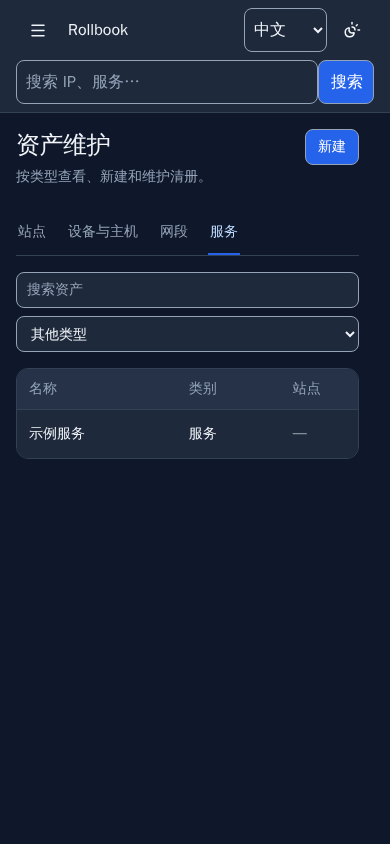 Rollbook 中文
搜索 IP、服务… 搜索
资产维护 新建
按类型查看、新建和维护清册。
站点 设备与主机 网段 服务
搜索资产
其他类型
名称 类别 站点
示例服务 服务 —